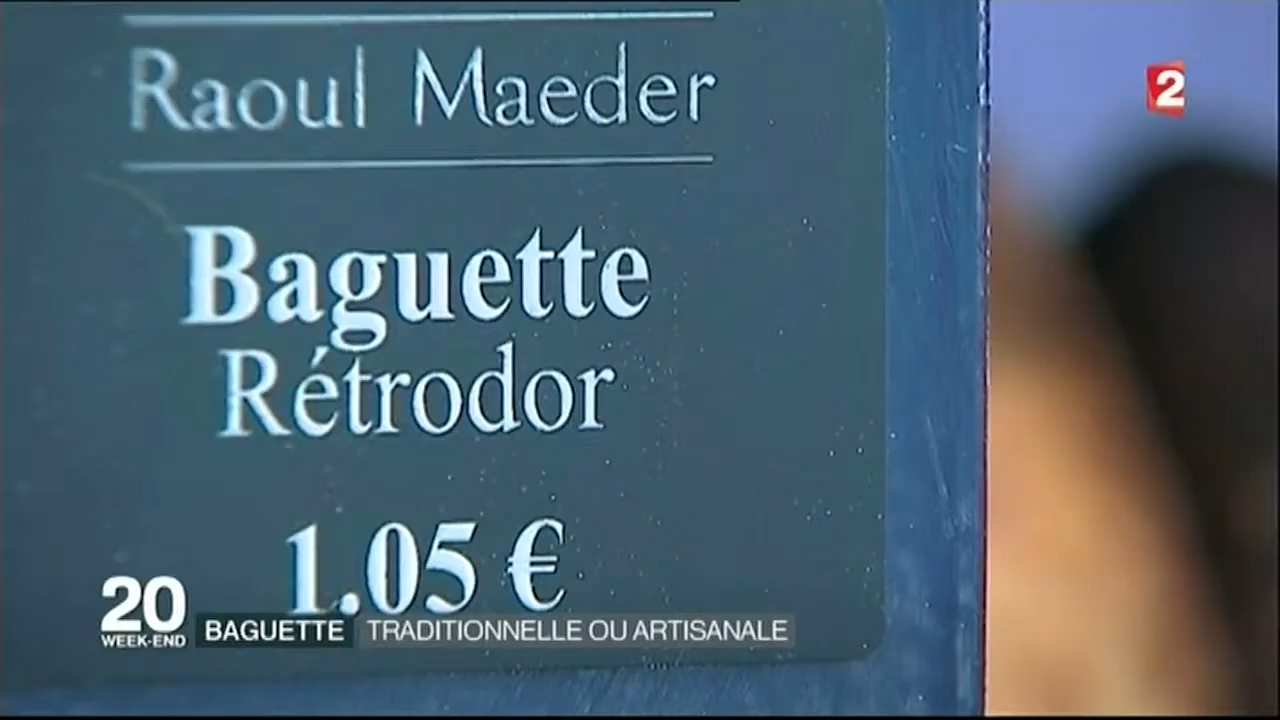 Raoul Maeder
2
Baguette
Rétrodor
1.05 €
20
WEEK-END
BAGUETTE TRADITIONNELLE OU ARTISANALE